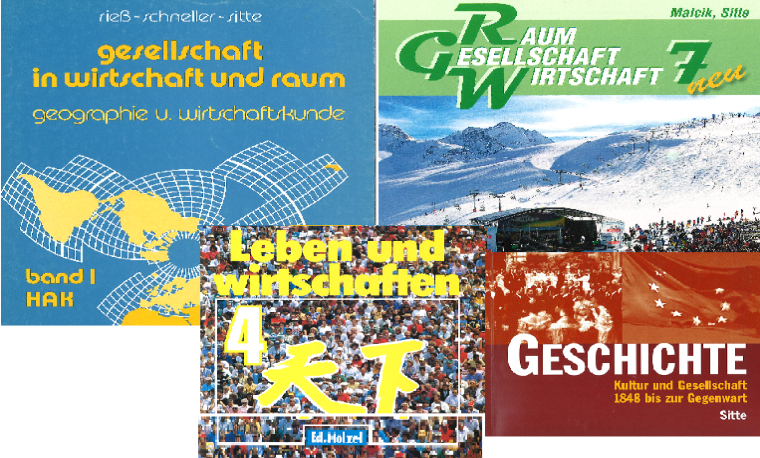 rieß-schneller-sitte
gesellschaft
in wirtschaft und raum
geographie u. wirtschaftskunde
band 1
HAK
Malcik, Sitte
RAUM
GESELLSCHAFT
WIRTSCHAFT 7
neu
Leben und
wirtschaften
4
天下
Ed.Hölzel
GESCHICHTE
Kultur und Gesellschaft
1848 bis zur Gegenwart
Sitte